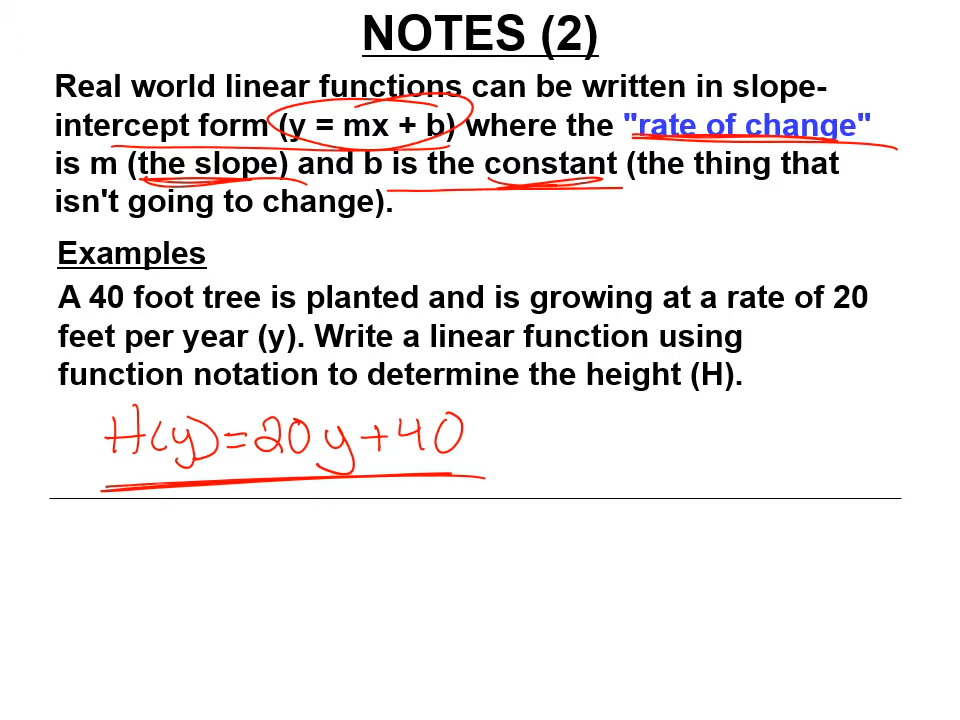 NOTES (2)
Real world linear functions can be written in slope-
intercept form (y = mx + b) where the "rate of change"
is m (the slope) and b is the constant (the thing that
isn't going to change).
Examples
A 40 foot tree is planted and is growing at a rate of 20
feet per year (y). Write a linear function using
function notation to determine the height (H).
H(y)=20y+40